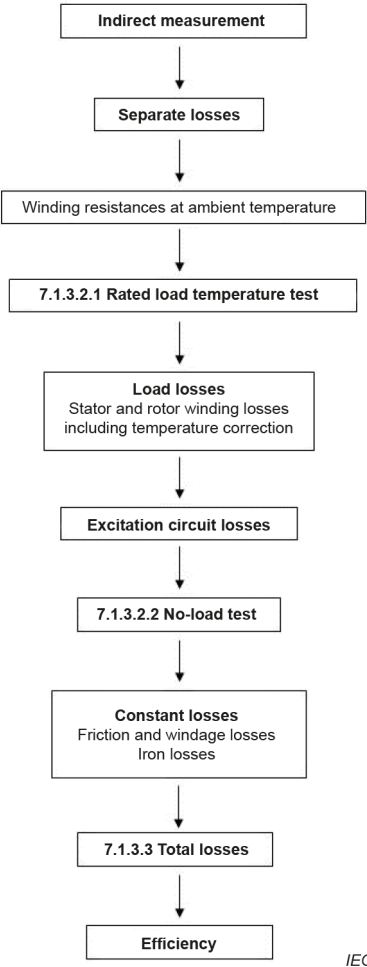 Indirect measurement
Separate losses
Winding resistances at ambient temperature
7.1.3.2.1 Rated load temperature test
Load losses
Stator and rotor winding losses
including temperature correction
Excitation circuit losses
7.1.3.2.2 No-load test
Constant losses
Friction and windage losses
Iron losses
7.1.3.3 Total losses
Efficiency
IEC